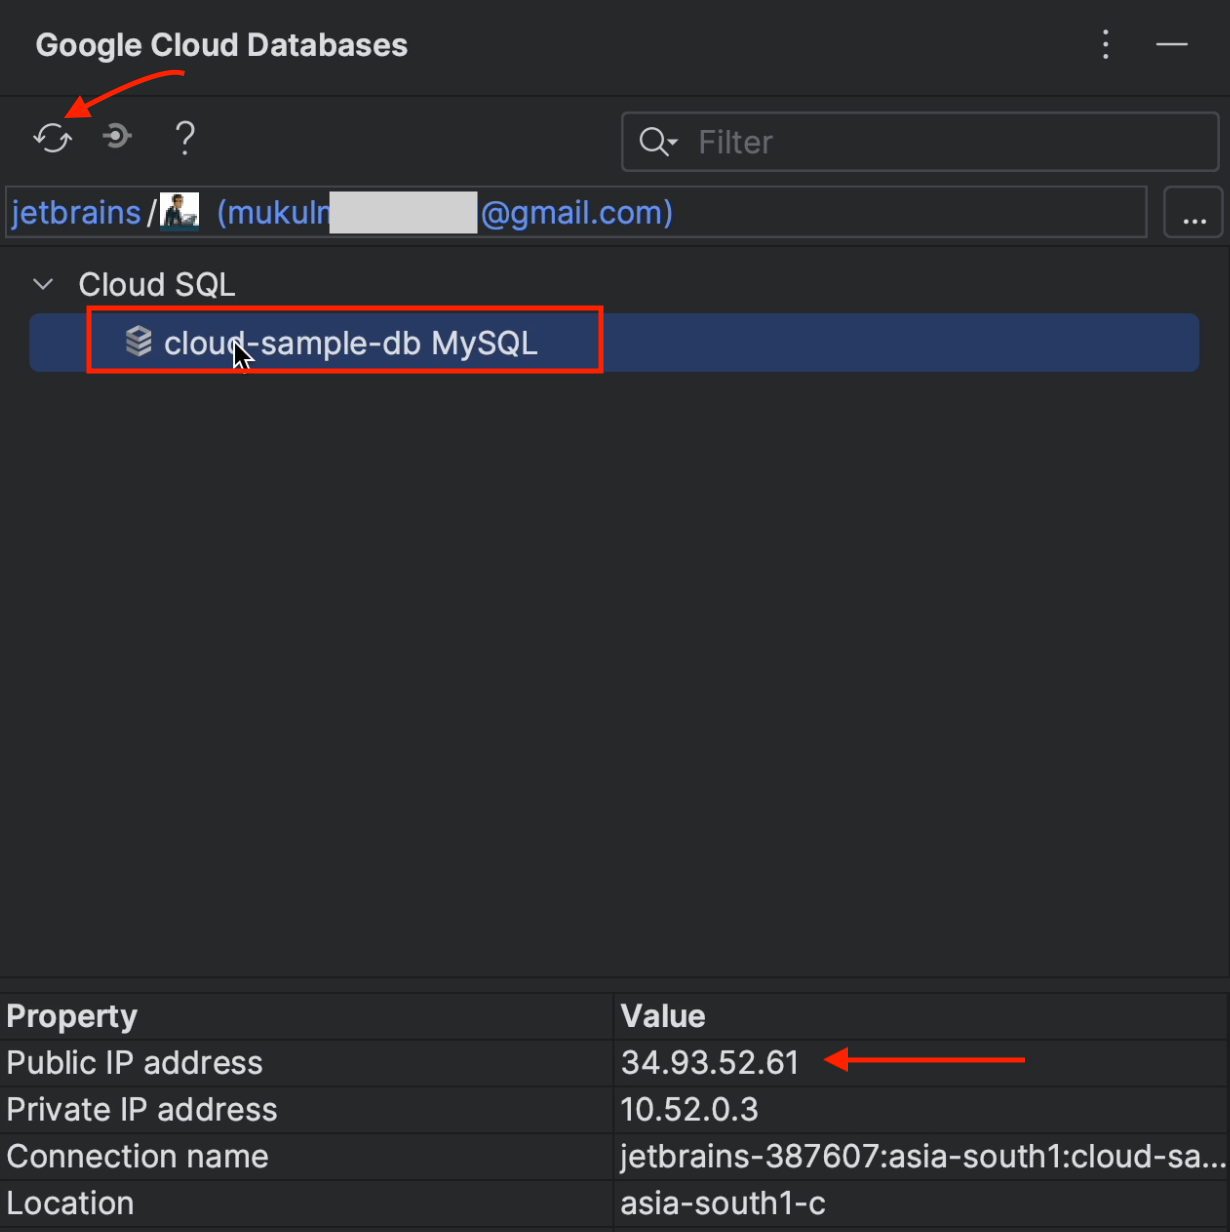 Google Cloud Databases
Filter
jetbrains/ (mukuln @gmail.com) ...
Cloud SQL
cloud-sample-db MySQL
Property Value
Public IP address 34.93.52.61
Private IP address 10.52.0.3
Connection name jetbrains-387607:asia-south1:cloud-sa...
Location asia-south1-c